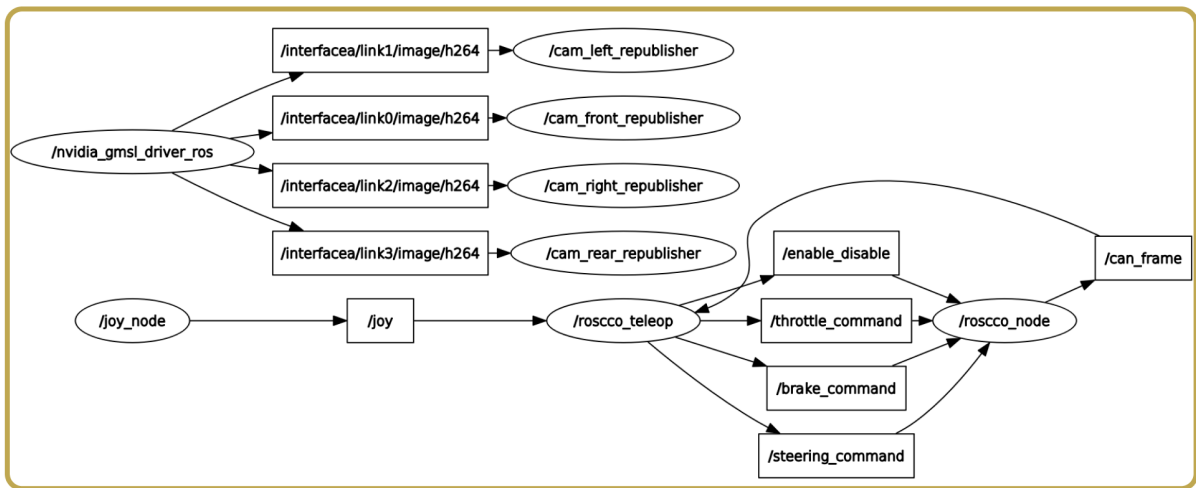 /interfacea/link1/image/h264
/cam_left_republisher
/interfacea/link0/image/h264
/cam_front_republisher
/nvidia_gmsl_driver_ros
/interfacea/link2/image/h264
/cam_right_republisher
/interfacea/link3/image/h264
/cam_rear_republisher
/enable_disable
/can_frame
/joy_node
/joy
/roscco_teleop
/throttle_command
/roscco_node
/brake_command
/steering_command